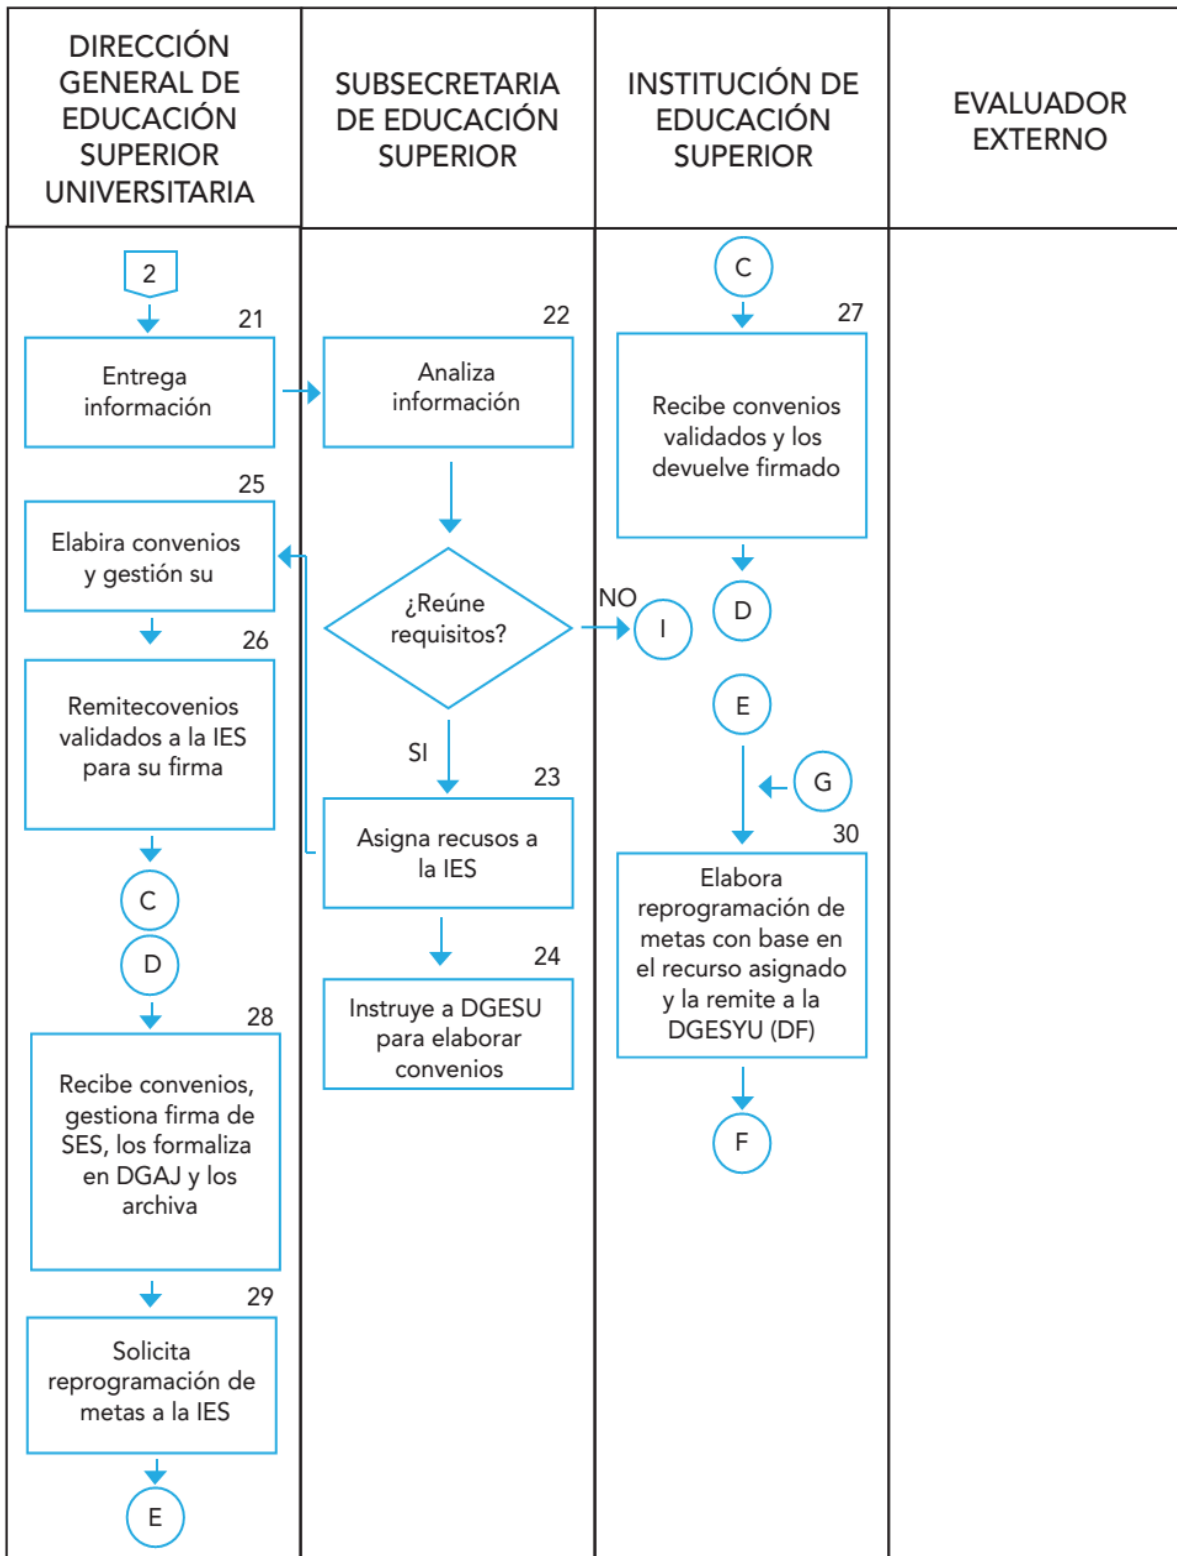 DIRECCIÓN
GENERAL DE
EDUCACIÓN
SUPERIOR
UNIVERSITARIA
SUBSECRETARIA
DE EDUCACIÓN
SUPERIOR
INSTITUCIÓN DE
EDUCACIÓN
SUPERIOR
EVALUADOR
EXTERNO
2
21
Entrega
información
25
Elabira convenios
y gestión su
26
Remitecovenios
validados a la IES
para su firma
C
D
28
Recibe convenios,
gestiona firma de
SES, los formaliza
en DGAJ y los
archiva
29
Solicita
reprogramación de
metas a la IES
E
22
Analiza
información
¿Reúne
requisitos?
NO
I
SI
23
Asigna recusos a
la IES
24
Instruye a DGESU
para elaborar
convenios
C
27
Recibe convenios
validados y los
devuelve firmado
D
E
G
30
Elabora
reprogramación de
metas con base en
el recurso asignado
y la remite a la
DGESYU (DF)
F